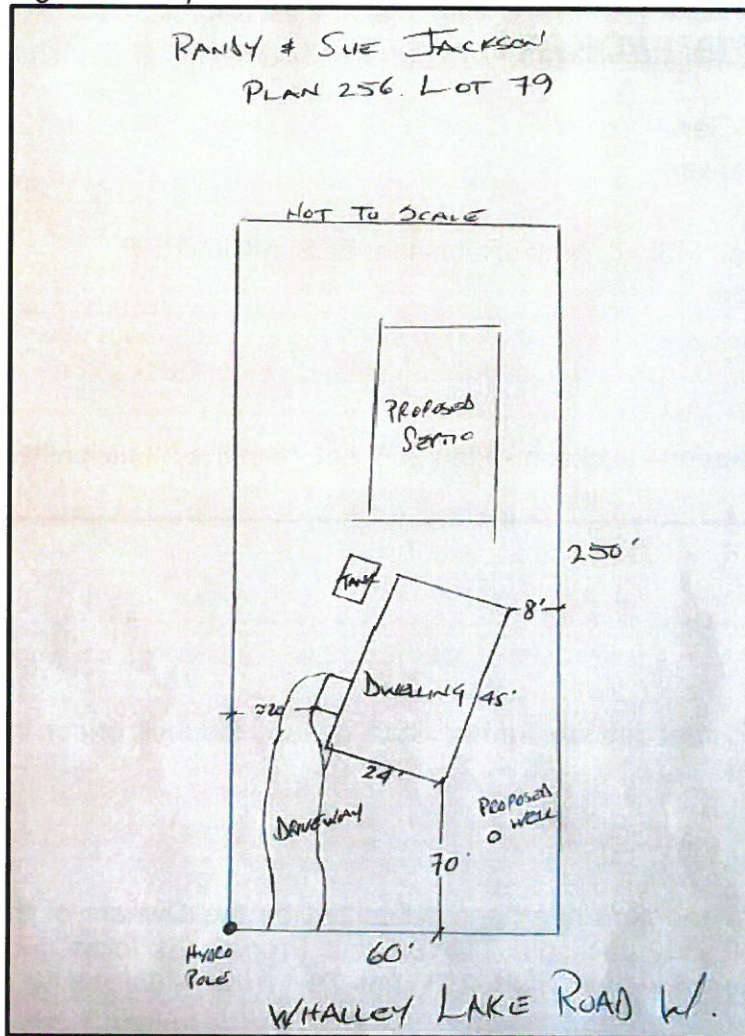 RANDY & SUE JACKSON
PLAN 256. LOT 79
NOT TO SCALE
PROPOSED
SEPTIC
250'
TANK
8'
DWELLING
45'
≈20'
24'
PROPOSED
WELL
DRIVEWAY
70'
HYDRO
POLE
60'
WHALLEY LAKE ROAD W.